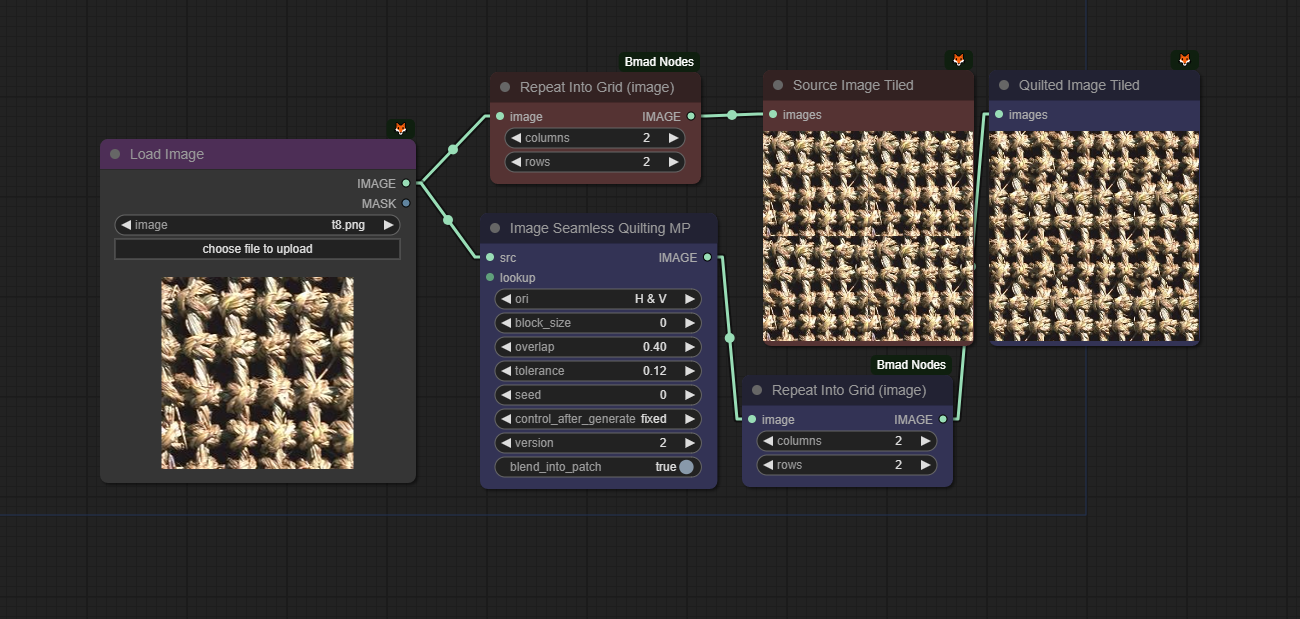 Load Image
IMAGE
MASK
image t8.png
choose file to upload
Bmad Nodes
Repeat Into Grid (image)
image IMAGE
columns 2
rows 2
Image Seamless Quilting MP
src IMAGE
lookup
ori H & V
block_size 0
overlap 0.40
tolerance 0.12
seed 0
control_after_generate fixed
version 2
blend_into_patch true
Source Image Tiled
images
Quilted Image Tiled
images
Bmad Nodes
Repeat Into Grid (image)
image IMAGE
columns 2
rows 2